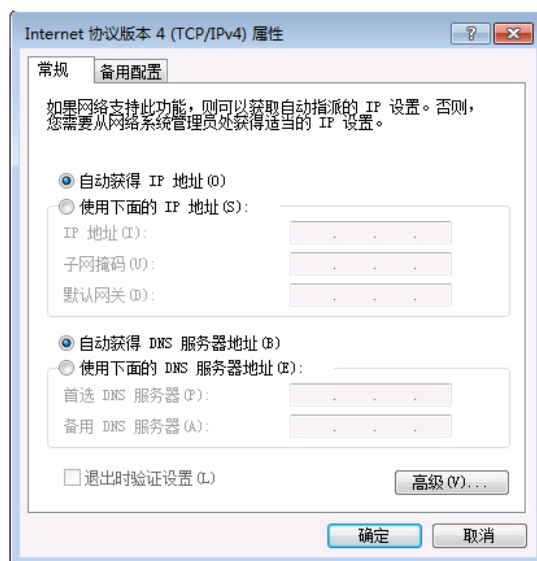 Internet 协议版本 4 (TCP/IPv4) 属性
常规 备用配置
如果网络支持此功能，则可以获取自动指派的 IP 设置。否则，
您需要从网络系统管理员处获得适当的 IP 设置。
自动获得 IP 地址(O)
使用下面的 IP 地址(S):
IP 地址(I):
子网掩码(U):
默认网关(D):
自动获得 DNS 服务器地址(B)
使用下面的 DNS 服务器地址(E):
首选 DNS 服务器(P):
备用 DNS 服务器(A):
退出时验证设置(L)
高级(V)...
确定 取消